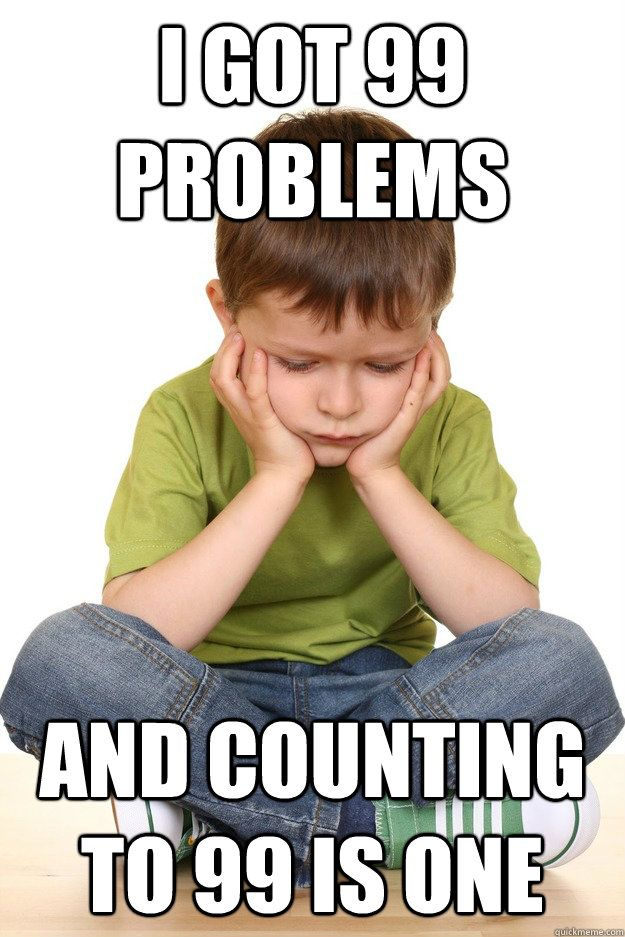 I GOT 99
PROBLEMS
AND COUNTING
TO 99 IS ONE
quickmeme.com